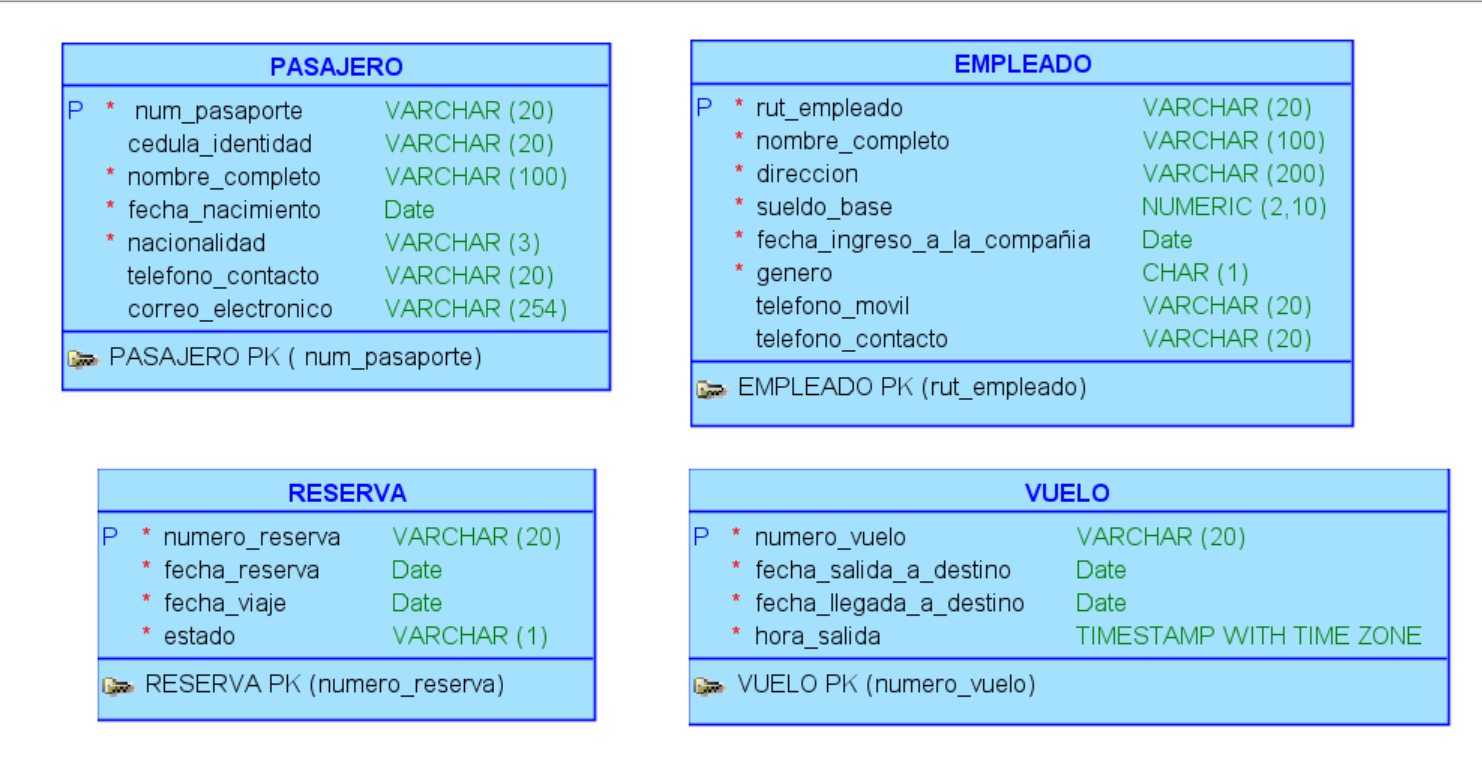 PASAJERO
P * num_pasaporte VARCHAR (20)
cedula_identidad VARCHAR (20)
* nombre_completo VARCHAR (100)
* fecha_nacimiento Date
* nacionalidad VARCHAR (3)
telefono_contacto VARCHAR (20)
correo_electronico VARCHAR (254)
PASAJERO PK ( num_pasaporte)
EMPLEADO
P * rut_empleado VARCHAR (20)
* nombre_completo VARCHAR (100)
* direccion VARCHAR (200)
* sueldo_base NUMERIC (2,10)
* fecha_ingreso_a_la_compañia Date
* genero CHAR (1)
telefono_movil VARCHAR (20)
telefono_contacto VARCHAR (20)
EMPLEADO PK (rut_empleado)
RESERVA
P * numero_reserva VARCHAR (20)
* fecha_reserva Date
* fecha_viaje Date
* estado VARCHAR (1)
RESERVA PK (numero_reserva)
VUELO
P * numero_vuelo VARCHAR (20)
* fecha_salida_a_destino Date
* fecha_llegada_a_destino Date
* hora_salida TIMESTAMP WITH TIME ZONE
VUELO PK (numero_vuelo)